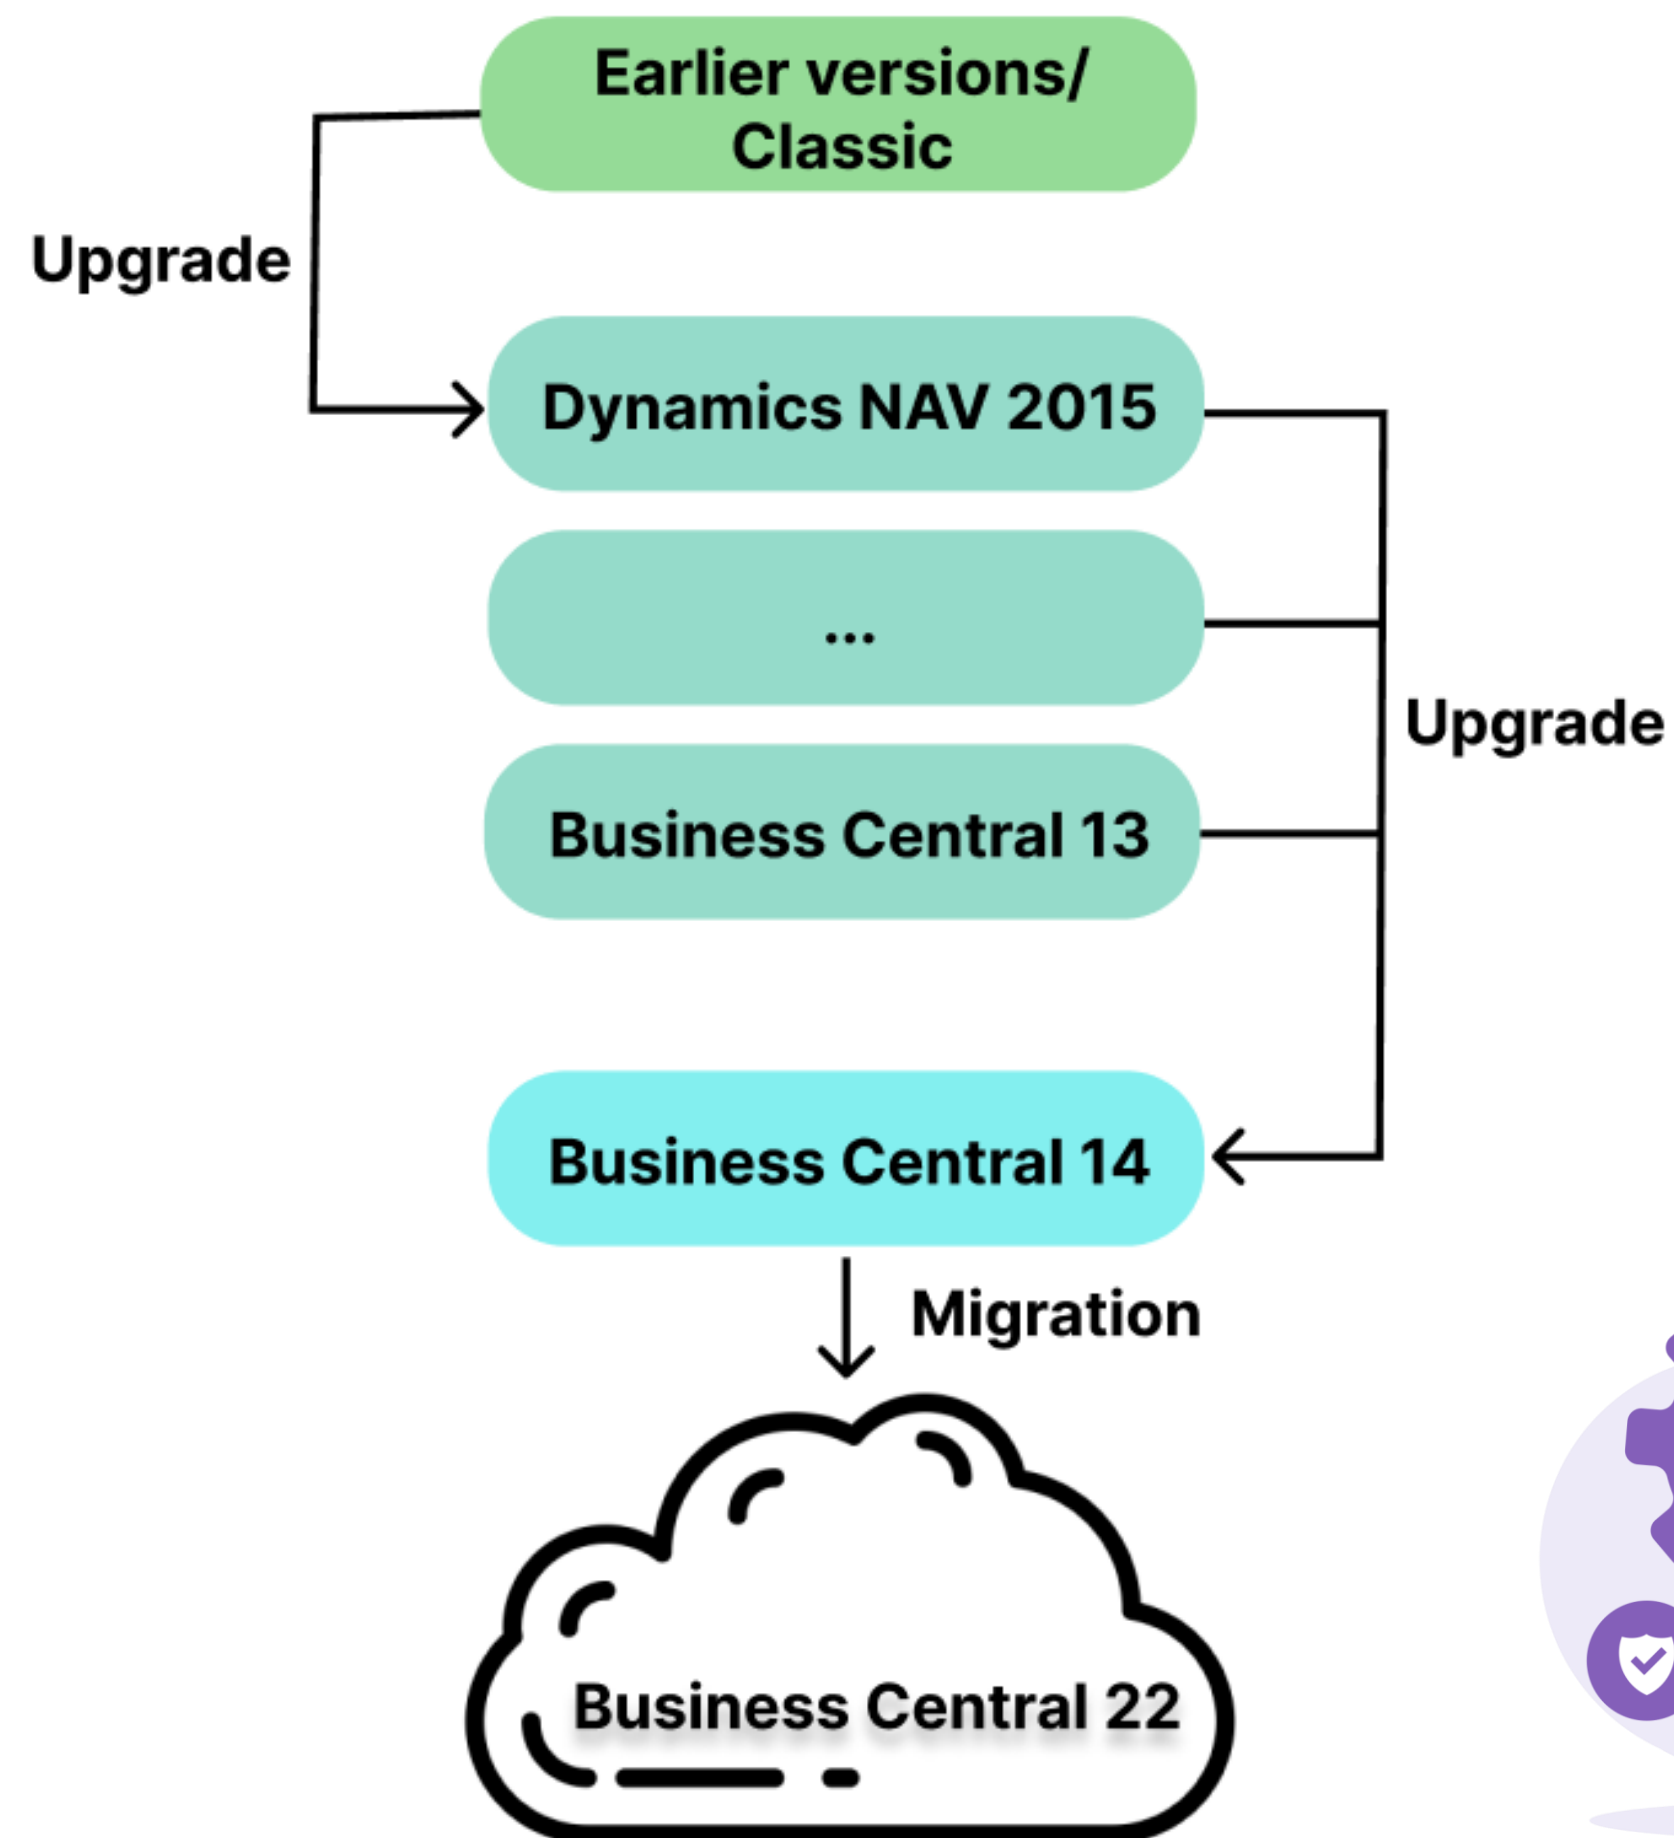 Earlier versions/
Classic
Upgrade
Dynamics NAV 2015
...
Business Central 13
Upgrade
Business Central 14
Migration
Business Central 22